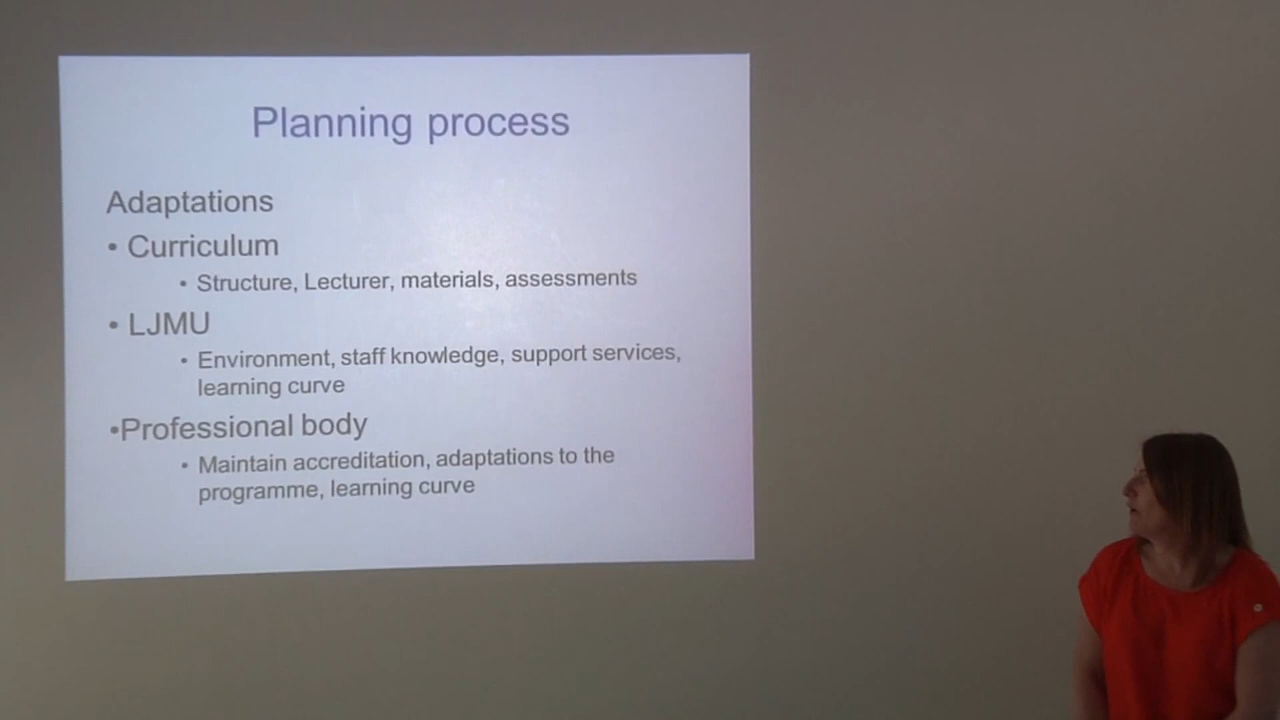 Planning process
Adaptations
• Curriculum
• Structure, Lecturer, materials, assessments
• LJMU
• Environment, staff knowledge, support services,
learning curve
•Professional body
• Maintain accreditation, adaptations to the
programme, learning curve